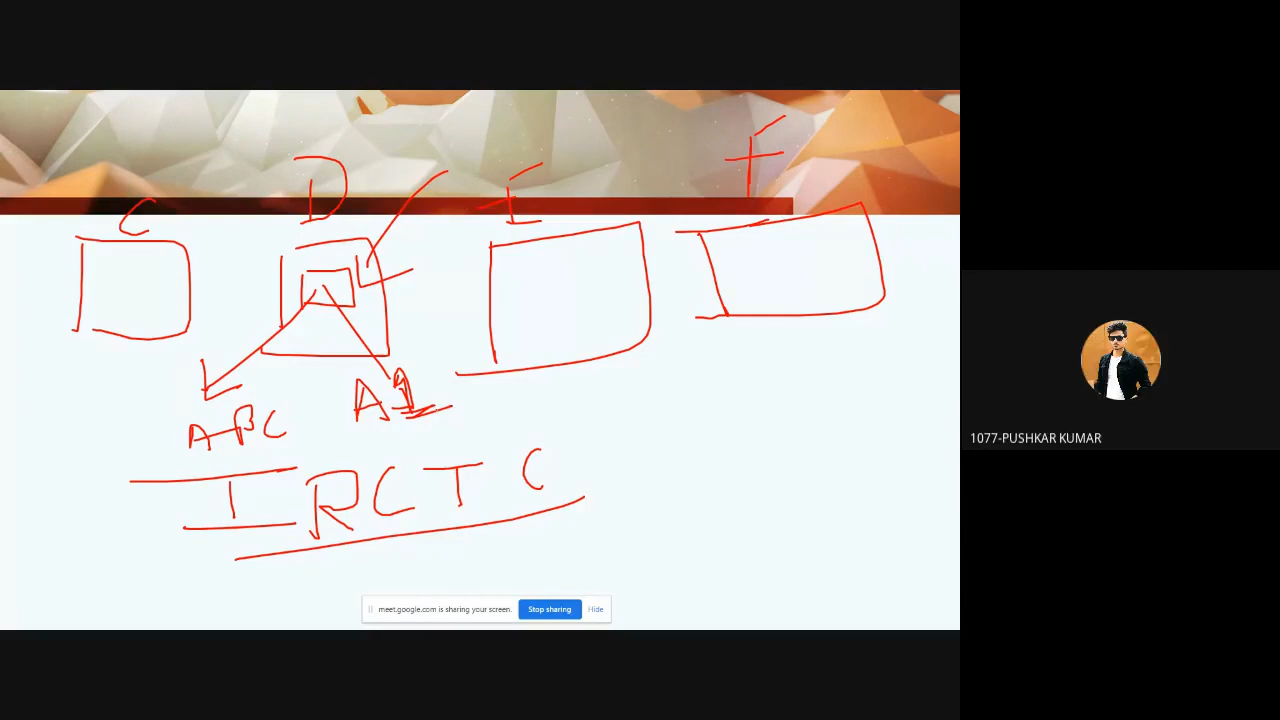 C D E F
ABC A1
IRCTC
meet.google.com is sharing your screen. Stop sharing Hide
1077-PUSHKAR KUMAR